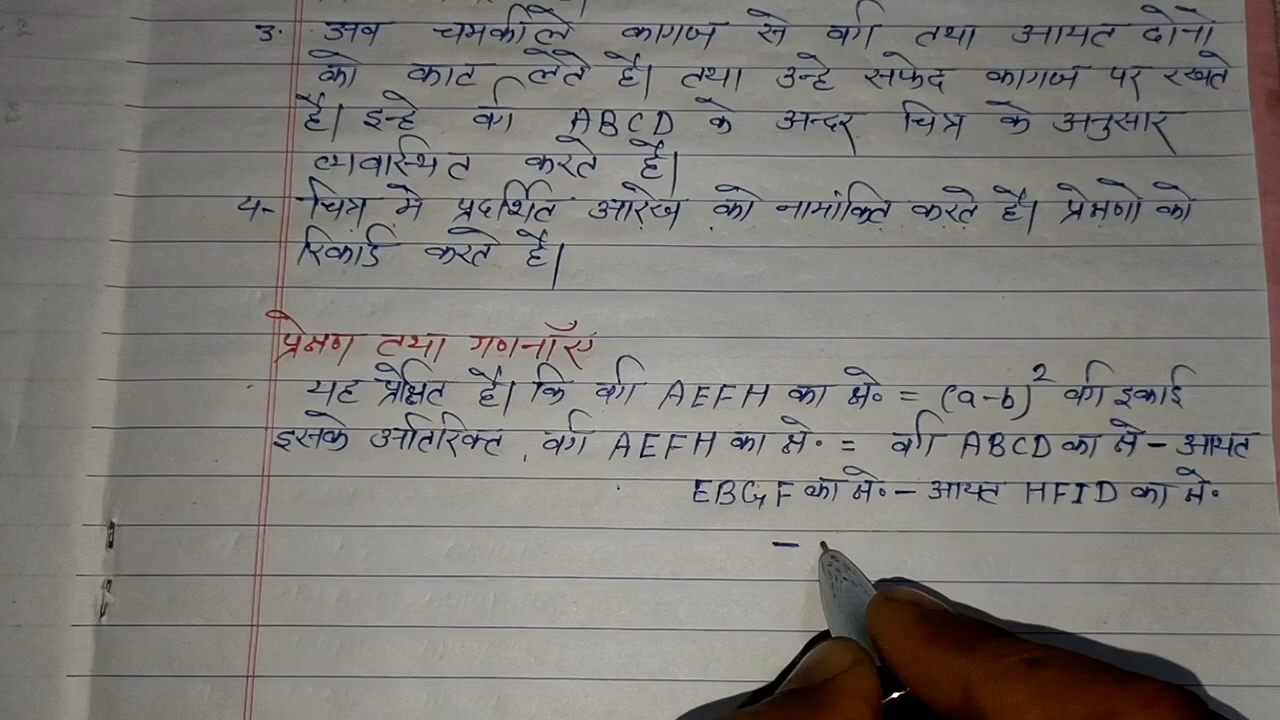 3. अब चमकीले कागज से वर्ग तथा आयत दोनो
को काट लेते है। तथा उन्हे सफेद कागज पर रखते
है। इन्हे वर्ग ABCD के अन्दर चित्र के अनुसार
व्यवस्थित करते है।
4- चित्र मे प्रदर्शित आरेख को नामांकित करते है। प्रेक्षणो को
रिकार्ड करते है।
प्रेक्षण तथा गणनाँए
यह प्रेक्षित है। कि वर्ग AEFH का क्षे० = (a-b)² वर्ग इकाई
इसके अतिरिक्त, वर्ग AEFH का क्षे० = वर्ग ABCD का क्षे - आयत
EBGF का क्षे० - आयत HFID का क्षे०
-